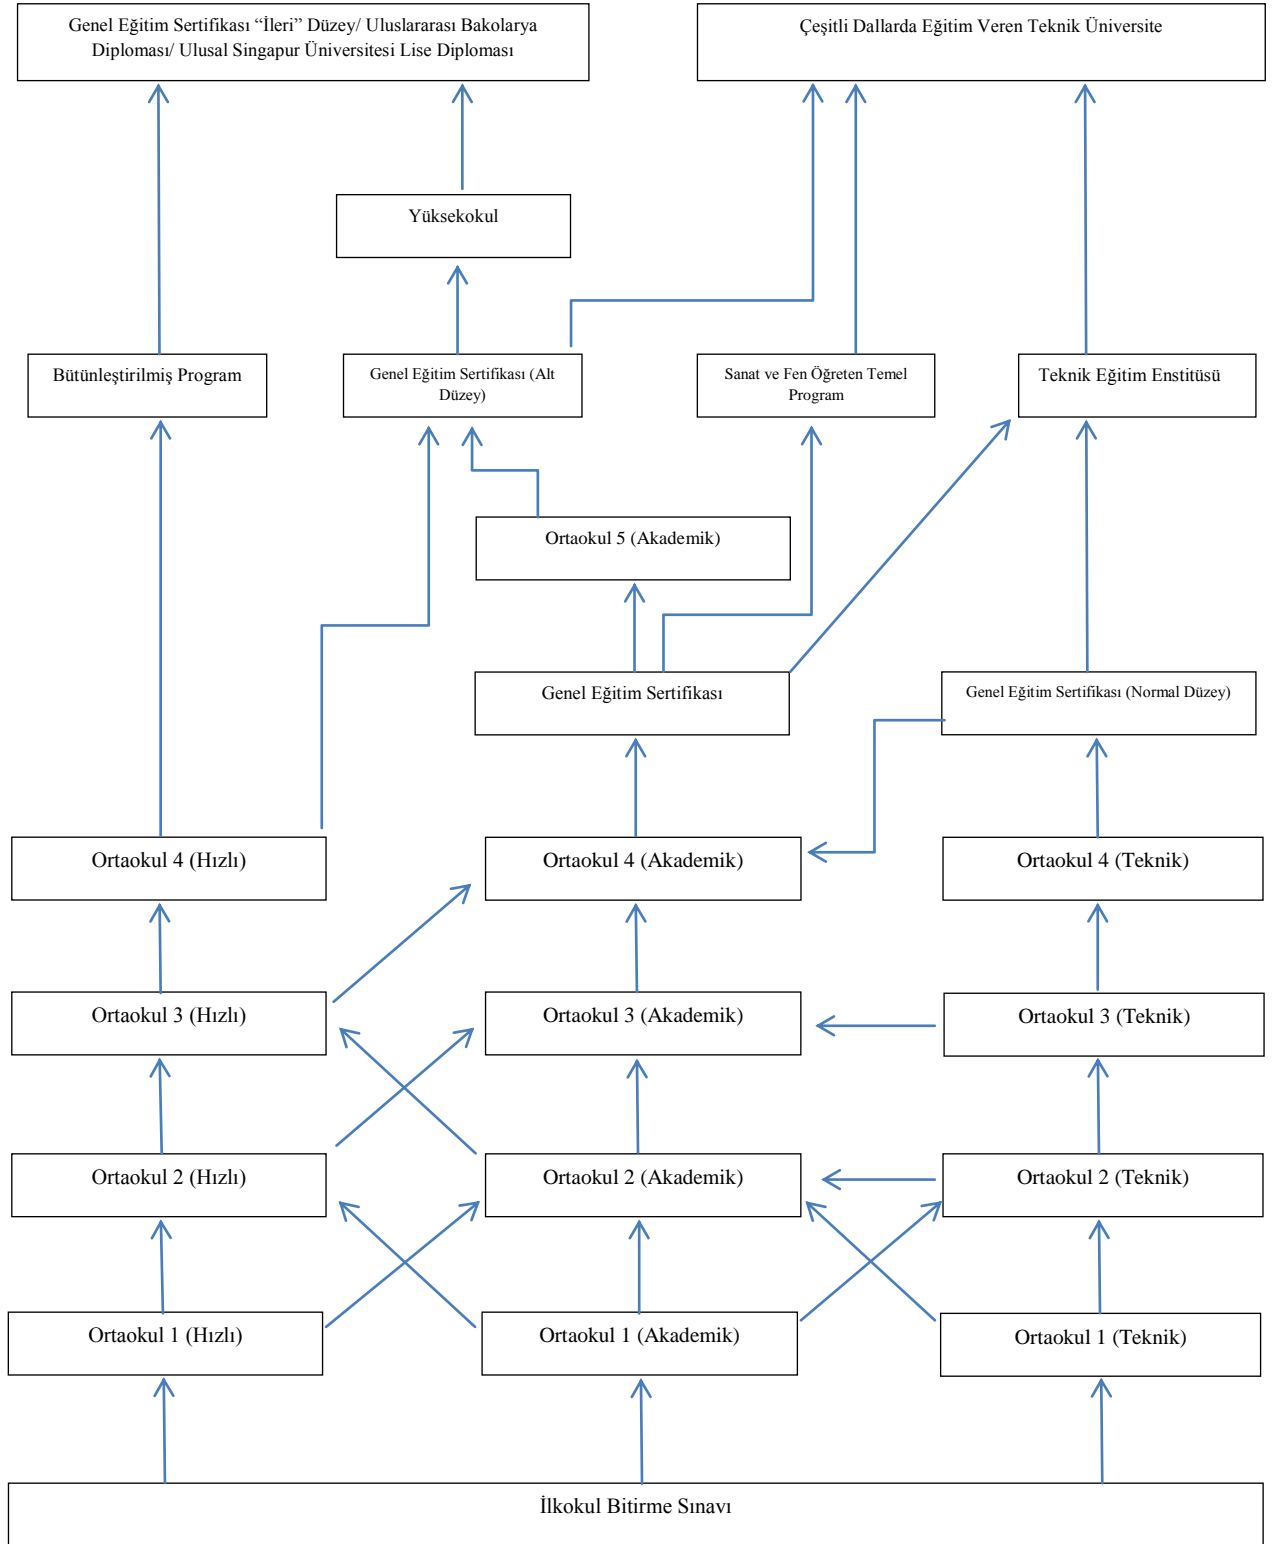 Genel Eğitim Sertifikası “İleri” Düzey/ Uluslararası Bakolarya
Diploması/ Ulusal Singapur Üniversitesi Lise Diploması
Çeşitli Dallarda Eğitim Veren Teknik Üniversite
Yüksekokul
Bütünleştirilmiş Program
Genel Eğitim Sertifikası (Alt
Düzey)
Sanat ve Fen Öğreten Temel
Program
Teknik Eğitim Enstitüsü
Ortaokul 5 (Akademik)
Genel Eğitim Sertifikası
Genel Eğitim Sertifikası (Normal Düzey)
Ortaokul 4 (Hızlı)
Ortaokul 4 (Akademik)
Ortaokul 4 (Teknik)
Ortaokul 3 (Hızlı)
Ortaokul 3 (Akademik)
Ortaokul 3 (Teknik)
Ortaokul 2 (Hızlı)
Ortaokul 2 (Akademik)
Ortaokul 2 (Teknik)
Ortaokul 1 (Hızlı)
Ortaokul 1 (Akademik)
Ortaokul 1 (Teknik)
İlkokul Bitirme Sınavı